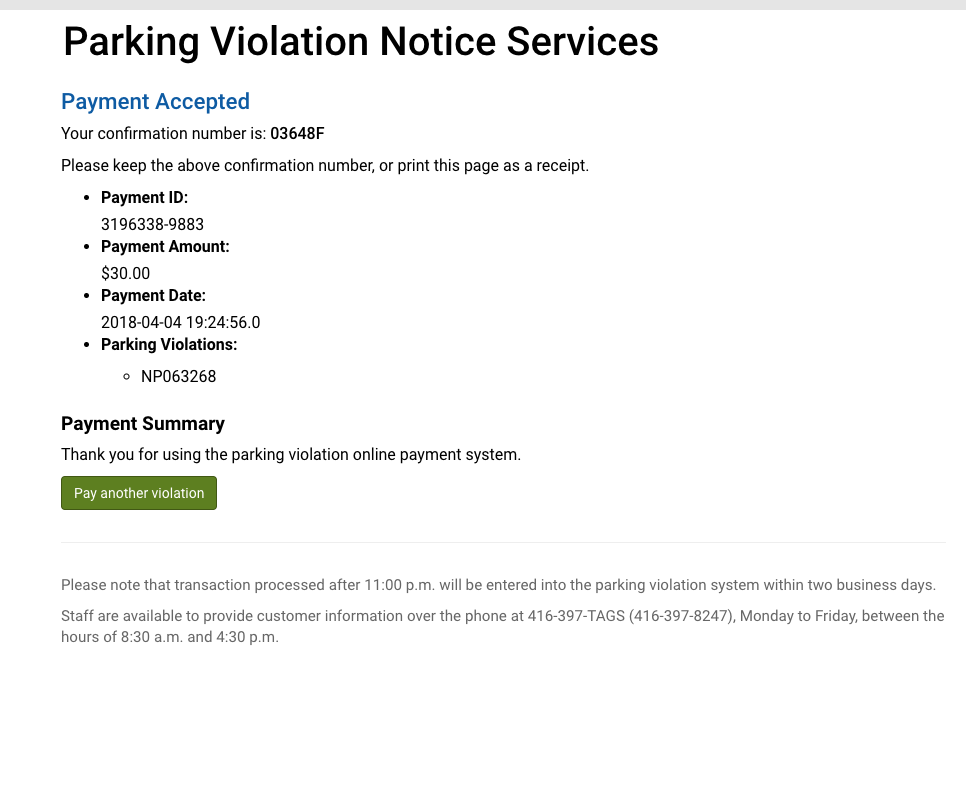 Parking Violation Notice Services
Payment Accepted
Your confirmation number is: 03648F
Please keep the above confirmation number, or print this page as a receipt.
Payment ID:
3196338-9883
Payment Amount:
$30.00
Payment Date:
2018-04-04 19:24:56.0
Parking Violations:
NP063268
Payment Summary
Thank you for using the parking violation online payment system.
Pay another violation
Please note that transaction processed after 11:00 p.m. will be entered into the parking violation system within two business days.
Staff are available to provide customer information over the phone at 416-397-TAGS (416-397-8247), Monday to Friday, between the
hours of 8:30 a.m. and 4:30 p.m.